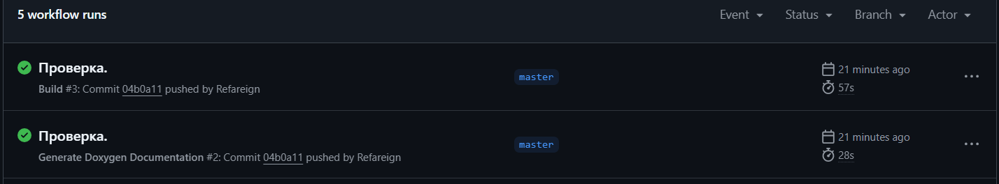 5 workflow runs
Event Status Branch Actor
Проверка.
Build #3: Commit 04b0a11 pushed by Refareign
master
21 minutes ago
57s
Проверка.
Generate Doxygen Documentation #2: Commit 04b0a11 pushed by Refareign
master
21 minutes ago
28s